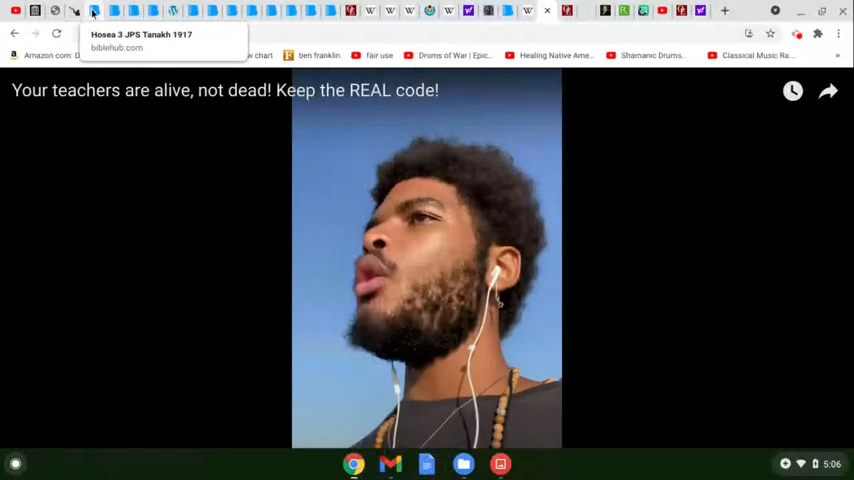 Hosea 3 JPS Tanakh 1917
biblehub.com
Amazon.com: D
w chart
ben franklin
fair use
Drums of War | Epic...
Healing Native Ame...
Shamanic Drums...
Classical Music Ra...
»
Your teachers are alive, not dead! Keep the REAL code!
5:06